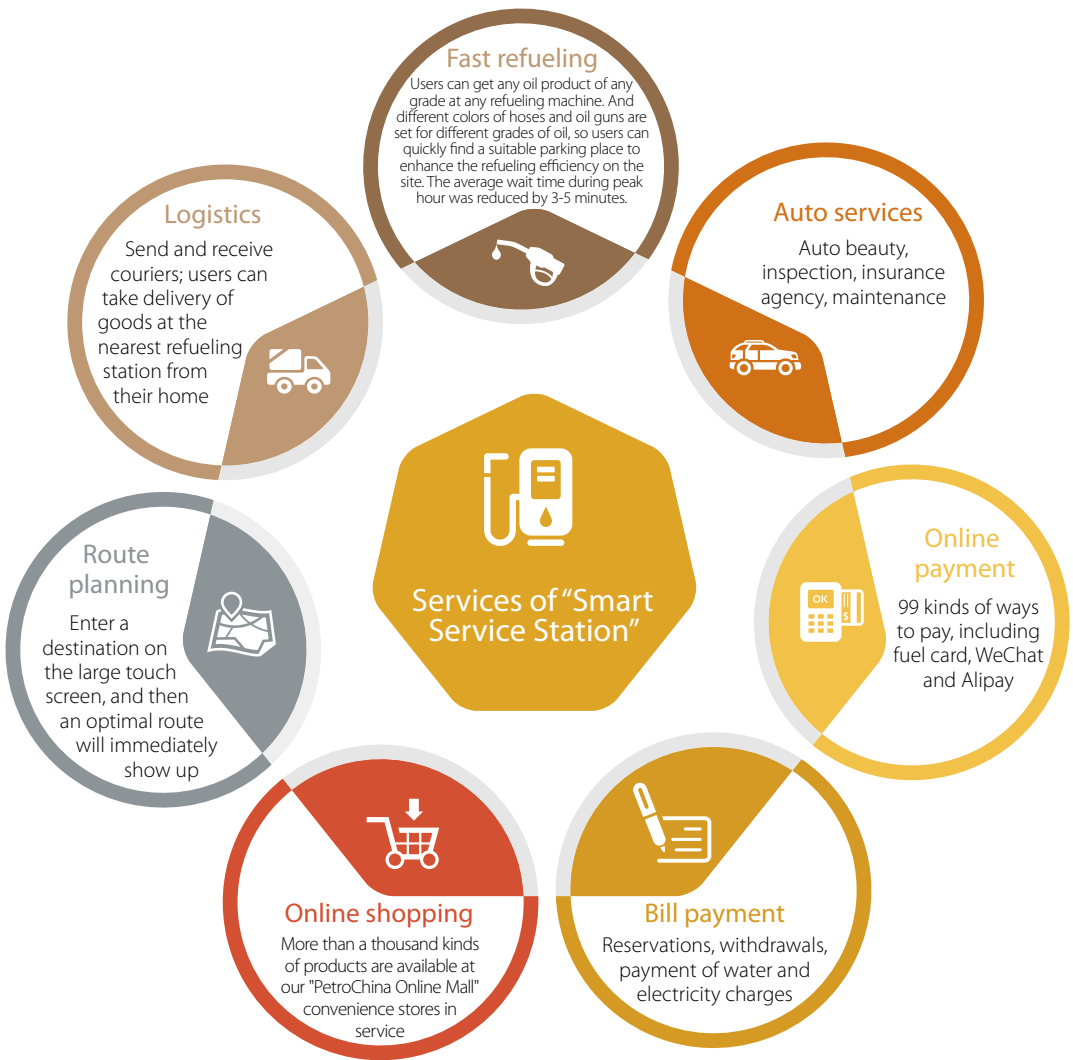 Fast refueling
Users can get any oil product of any
grade at any refueling machine. And
different colors of hoses and oil guns are
set for different grades of oil, so users can
quickly find a suitable parking place to
enhance the refueling efficiency on the
site. The average wait time during peak
hour was reduced by 3-5 minutes.
Auto services
Auto beauty,
inspection, insurance
agency, maintenance
Online
payment
99 kinds of ways
to pay, including
fuel card, WeChat
and Alipay
OK
$
Bill payment
Reservations, withdrawals,
payment of water and
electricity charges
Online shopping
More than a thousand kinds
of products are available at
our "PetroChina Online Mall"
convenience stores in
service
Route
planning
Enter a
destination on
the large touch
screen, and then
an optimal route
will immediately
show up
Logistics
Send and receive
couriers; users can
take delivery of
goods at the
nearest refueling
station from
their home
Services of “Smart
Service Station”